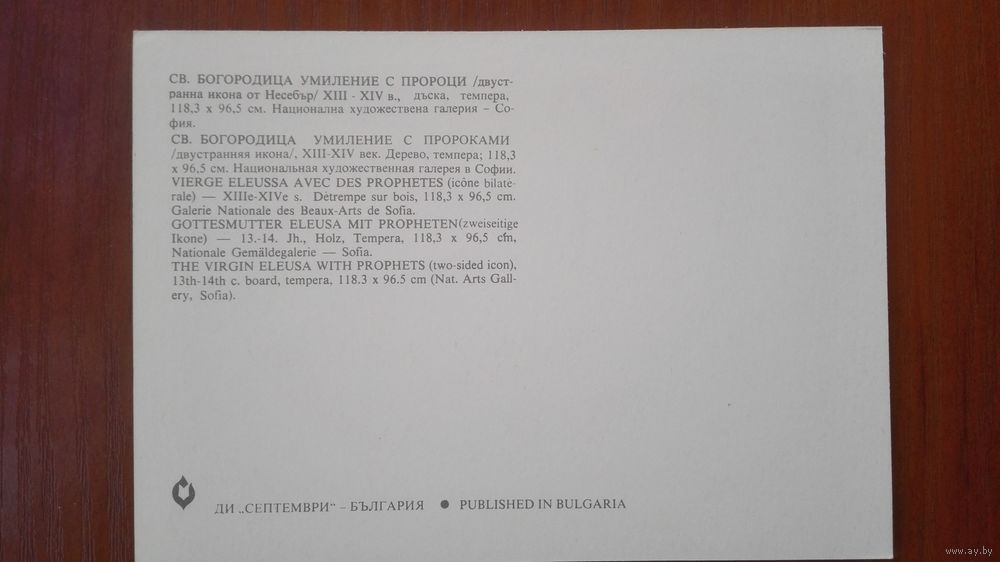 СВ. БОГОРОДИЦА УМИЛЕНИЕ С ПРОРОЦИ /двуст-
ранна икона от Несебър/ XIII - XIV в., дъска, темпера,
118,3 x 96,5 см. Национална художествена галерия – Со-
фия.
СВ. БОГОРОДИЦА УМИЛЕНИЕ С ПРОРОКАМИ
/двустранняя икона/, XIII-XIV век. Дерево, темпера; 118,3
x 96,5 см. Национальная художественная галерея в Софии.
VIERGE ELEUSSA AVEC DES PROPHETES (icône bilaté-
rale) — XIIIe-XIVe s. Détrempe sur bois, 118,3 x 96,5 cm.
Galerie Nationale des Beaux-Arts de Sofia.
GOTTESMUTTER ELEUSA MIT PROPHETEN(zweiseitige
Ikone) — 13.-14. Jh., Holz, Tempera, 118,3 x 96,5 cm,
Nationale Gemäldegalerie — Sofia.
THE VIRGIN ELEUSA WITH PROPHETS (two-sided icon),
13th-14th c. board, tempera, 118.3 x 96.5 cm (Nat. Arts Gall-
ery, Sofia).
ДИ „СЕПТЕМВРИ" – БЪЛГАРИЯ ● PUBLISHED IN BULGARIA
www.ay.by